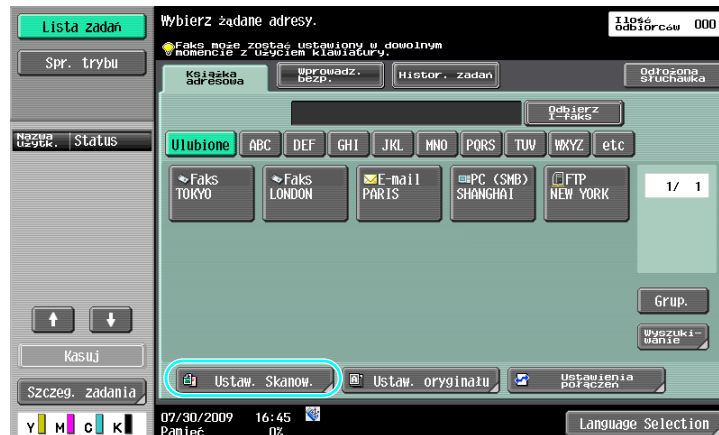 Lista zadań
Spr. trybu
Nazwa użytk.
Status
Kasuj
Szczeg. zadania
Y M C K
Wybierz żądane adresy.
Ilość odbiorców 000
Faks może zostać ustawiony w dowolnym
momencie z użyciem klawiatury.
Książka adresowa
Wprowadz. bezp.
Histor. zadań
Odłożona słuchawka
Odbierz I-faks
Ulubione ABC DEF GHI JKL MNO PQRS TUV WXYZ etc
Faks TOKYO
Faks LONDON
E-mail PARIS
PC (SMB) SHANGHAI
FTP NEW YORK
1/ 1
Grup.
Wyszuki-
wanie
Ustaw. Skanow.
Ustaw. oryginału
Ustawienia połączeń
07/30/2009 16:45
Pamięć 0%
Language Selection